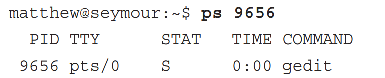 matthew@seymour:~$ ps 9656
PID TTY STAT TIME COMMAND
9656 pts/0 S 0:00 gedit